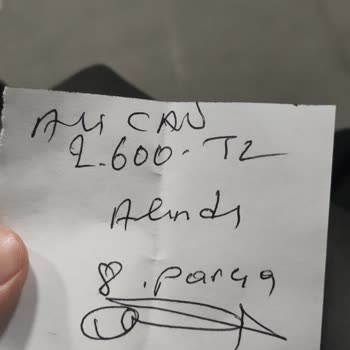 ALİ CAN
2.600.TL
Alındı
8.parça